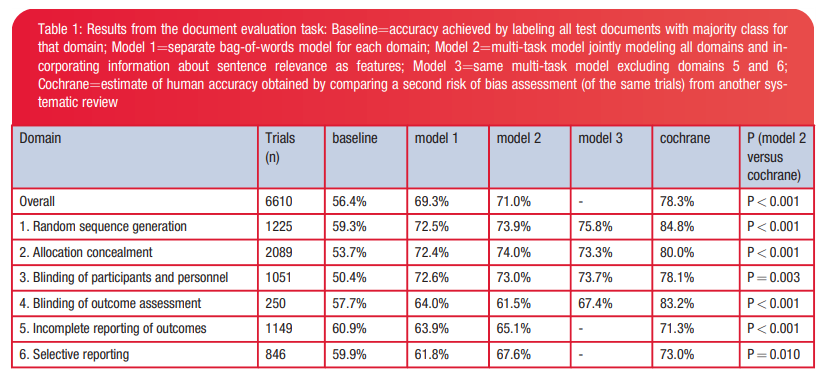 Table 1: Results from the document evaluation task: Baseline=accuracy achieved by labeling all test documents with majority class for
that domain; Model 1=separate bag-of-words model for each domain; Model 2=multi-task model jointly modeling all domains and in-
corporating information about sentence relevance as features; Model 3=same multi-task model excluding domains 5 and 6;
Cochrane=estimate of human accuracy obtained by comparing a second risk of bias assessment (of the same trials) from another sys-
tematic review
Domain Trials (n) baseline model 1 model 2 model 3 cochrane P (model 2 versus cochrane)
Overall 6610 56.4% 69.3% 71.0% - 78.3% P < 0.001
1. Random sequence generation 1225 59.3% 72.5% 73.9% 75.8% 84.8% P < 0.001
2. Allocation concealment 2089 53.7% 72.4% 74.0% 73.3% 80.0% P < 0.001
3. Blinding of participants and personnel 1051 50.4% 72.6% 73.0% 73.7% 78.1% P = 0.003
4. Blinding of outcome assessment 250 57.7% 64.0% 61.5% 67.4% 83.2% P < 0.001
5. Incomplete reporting of outcomes 1149 60.9% 63.9% 65.1% - 71.3% P < 0.001
6. Selective reporting 846 59.9% 61.8% 67.6% - 73.0% P = 0.010